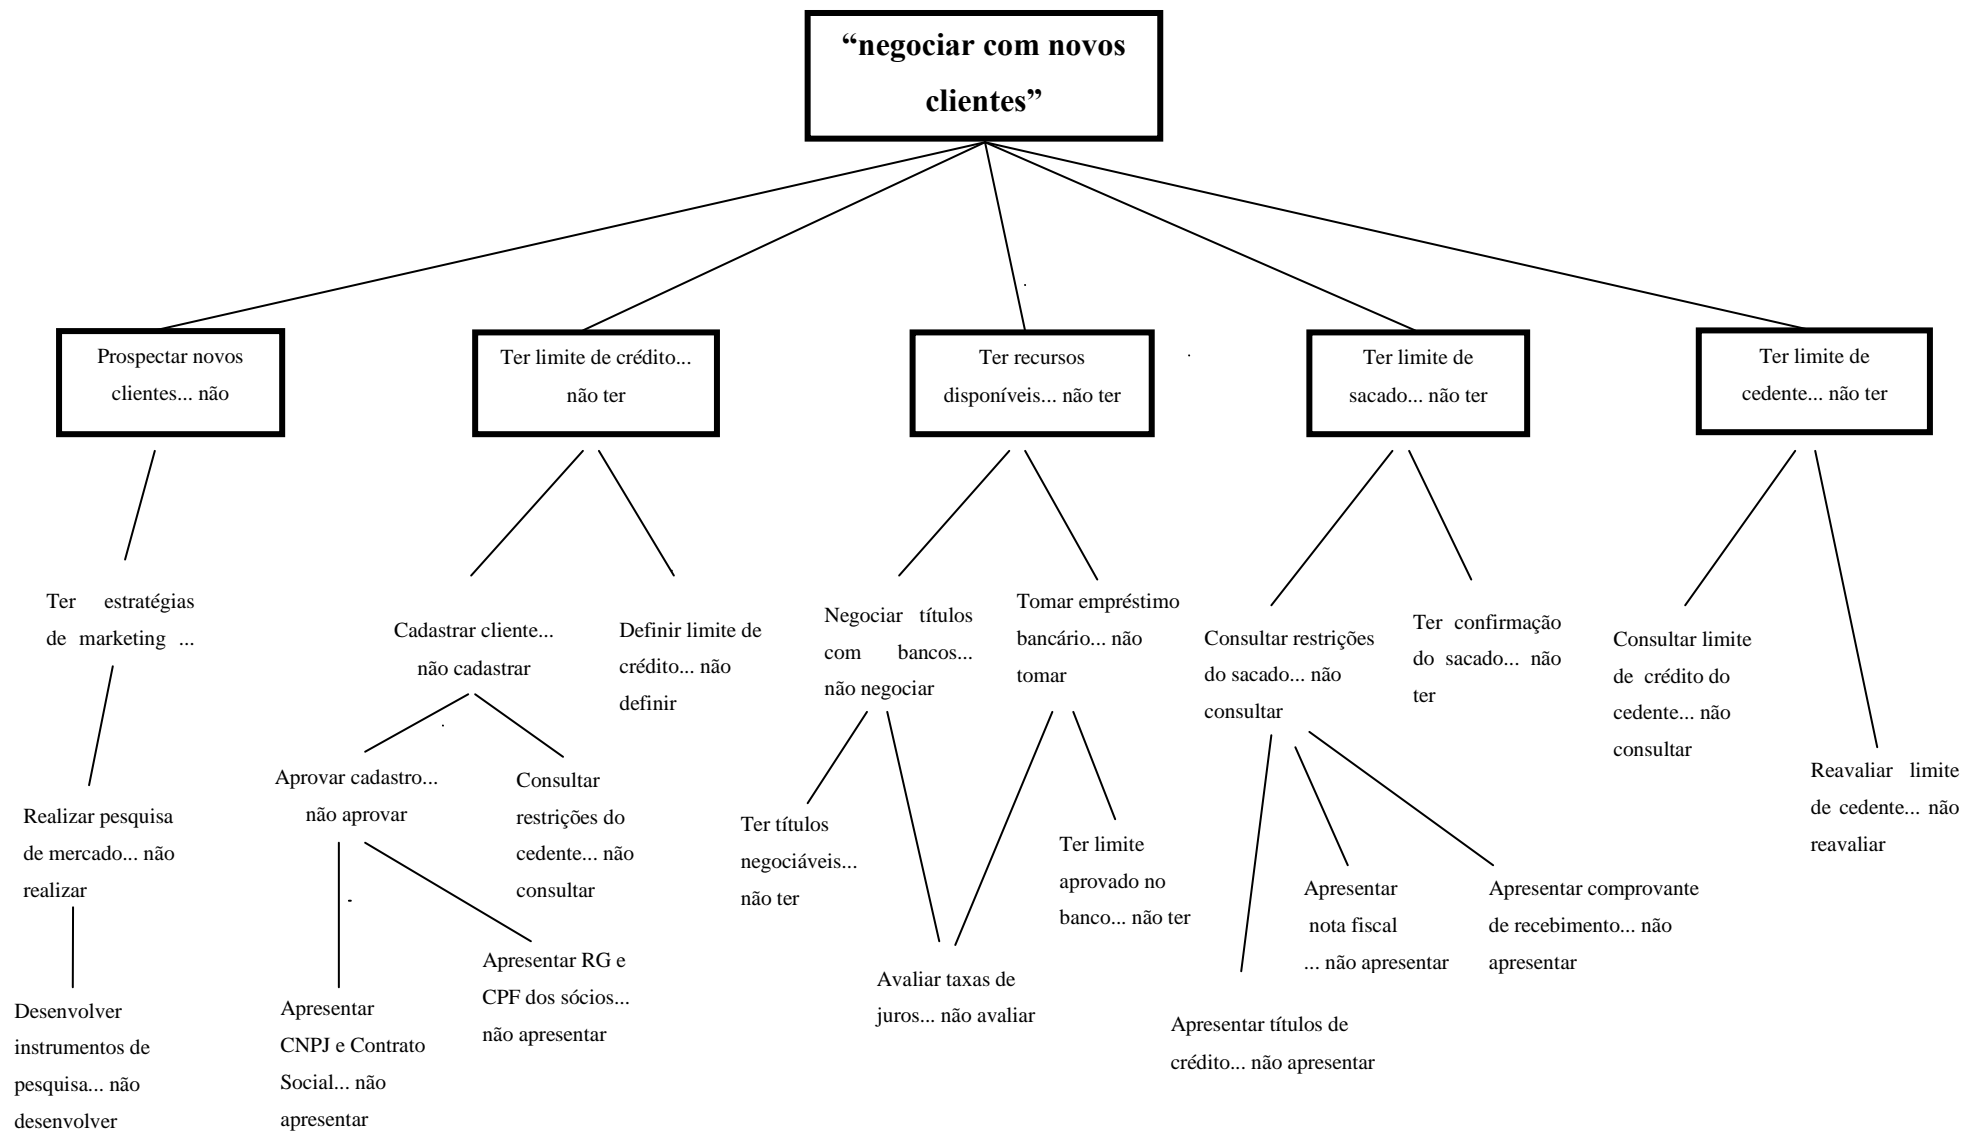 “negociar com novos
clientes”
Prospectar novos
clientes... não
Ter limite de crédito...
não ter
Ter recursos
disponíveis... não ter
Ter limite de
sacado... não ter
Ter limite de
cedente... não ter
Ter estratégias
de marketing ...
Cadastrar cliente...
não cadastrar
Definir limite de
crédito... não
definir
Negociar títulos
com bancos...
não negociar
Tomar empréstimo
bancário... não
tomar
Consultar restrições
do sacado... não
consultar
Ter confirmação
do sacado... não
ter
Consultar limite
de crédito do
cedente... não
consultar
Reavaliar limite
de cedente... não
reavaliar
Realizar pesquisa
de mercado... não
realizar
Aprovar cadastro...
não aprovar
Consultar
restrições do
cedente... não
consultar
Ter títulos
negociáveis...
não ter
Ter limite
aprovado no
banco... não ter
Apresentar
nota fiscal
... não apresentar
Apresentar comprovante
de recebimento... não
apresentar
Desenvolver
instrumentos de
pesquisa... não
desenvolver
Apresentar
CNPJ e Contrato
Social... não
apresentar
Apresentar RG e
CPF dos sócios...
não apresentar
Avaliar taxas de
juros... não avaliar
Apresentar títulos de
crédito... não apresentar